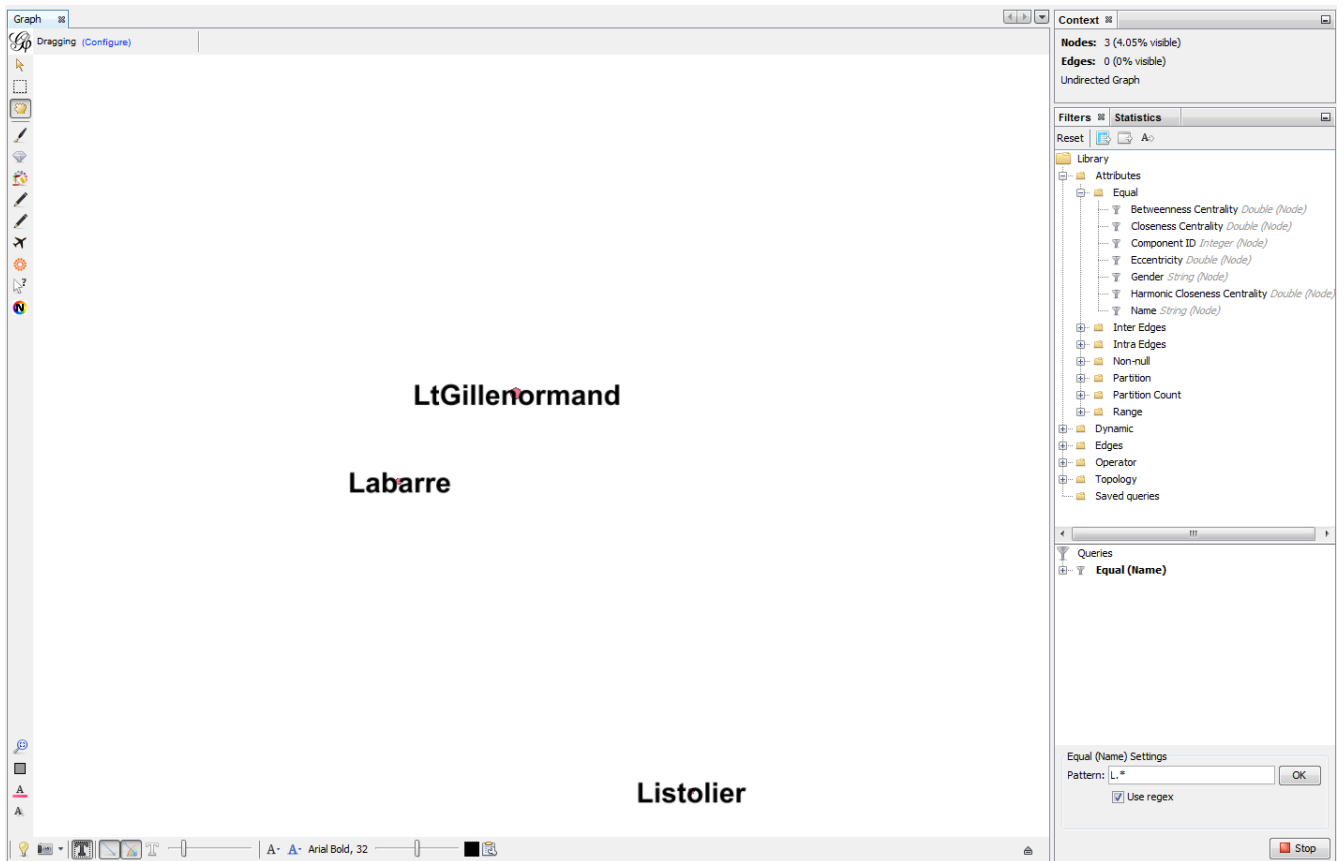 Graph
Dragging (Configure)
LtGillenormand
Labarre
Listolier
A- A- Arial Bold, 32
Context
Nodes: 3 (4.05% visible)
Edges: 0 (0% visible)
Undirected Graph
Filters Statistics
Reset
Library
Attributes
Equal
Betweenness Centrality Double (Node)
Closeness Centrality Double (Node)
Component ID Integer (Node)
Eccentricity Double (Node)
Gender String (Node)
Harmonic Closeness Centrality Double (Node)
Name String (Node)
Inter Edges
Intra Edges
Non-null
Partition
Partition Count
Range
Dynamic
Edges
Operator
Topology
Saved queries
Queries
Equal (Name)
Equal (Name) Settings
Pattern: L.* OK
Use regex
Stop